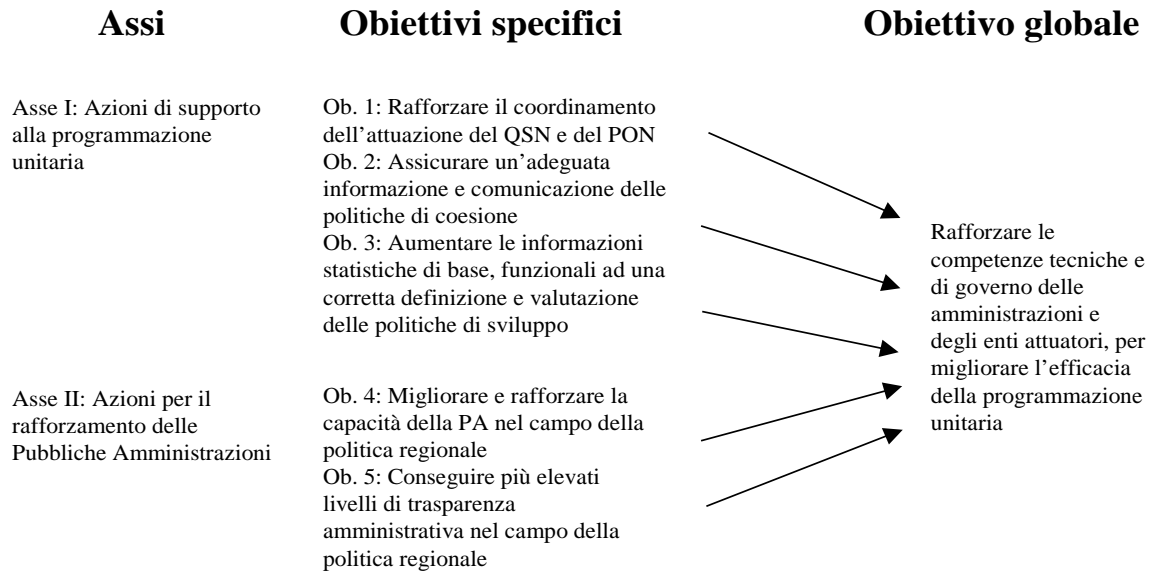 Assi
Obiettivi specifici
Obiettivo globale
Asse I: Azioni di supporto
alla programmazione
unitaria
Ob. 1: Rafforzare il coordinamento
dell’attuazione del QSN e del PON
Ob. 2: Assicurare un’adeguata
informazione e comunicazione delle
politiche di coesione
Ob. 3: Aumentare le informazioni
statistiche di base, funzionali ad una
corretta definizione e valutazione
delle politiche di sviluppo
Asse II: Azioni per il
rafforzamento delle
Pubbliche Amministrazioni
Ob. 4: Migliorare e rafforzare la
capacità della PA nel campo della
politica regionale
Ob. 5: Conseguire più elevati
livelli di trasparenza
amministrativa nel campo della
politica regionale
Rafforzare le
competenze tecniche e
di governo delle
amministrazioni e
degli enti attuatori, per
migliorare l’efficacia
della programmazione
unitaria